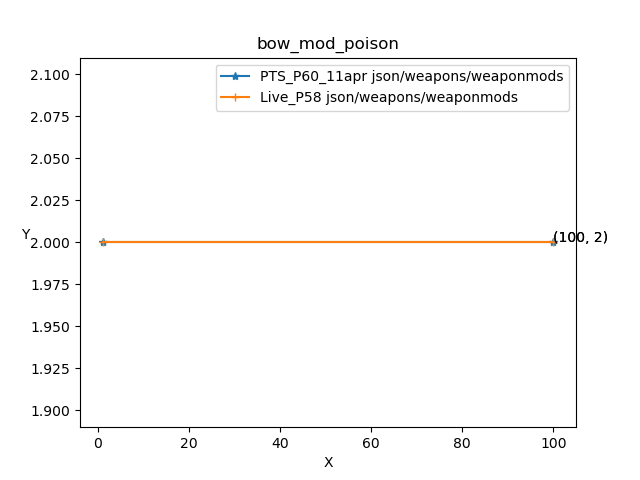 bow_mod_poison
PTS_P60_11apr json/weapons/weaponmods
Live_P58 json/weapons/weaponmods
2.100
2.075
2.050
2.025
2.000
1.975
1.950
1.925
1.900
Y
(100, 2)
0 20 40 60 80 100
X